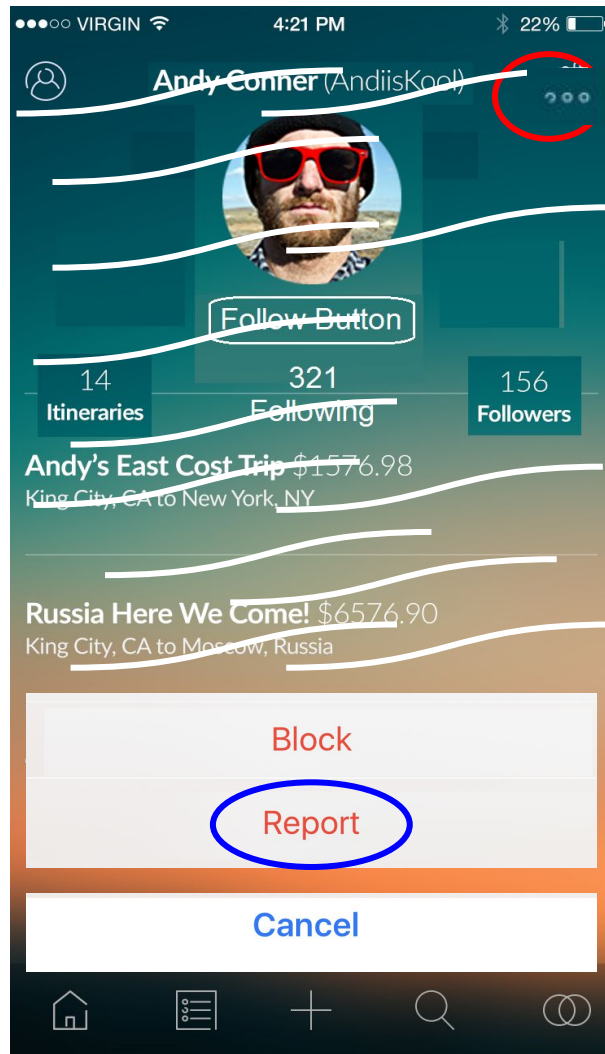 VIRGIN 4:21 PM 22%
Andy Conner (AndiisKool)
Follow Button
14 321 156
Itineraries Following Followers
Andy's East Cost Trip $1576.98
King City, CA to New York, NY
Russia Here We Come! $6576.90
King City, CA to Moscow, Russia
Block
Report
Cancel